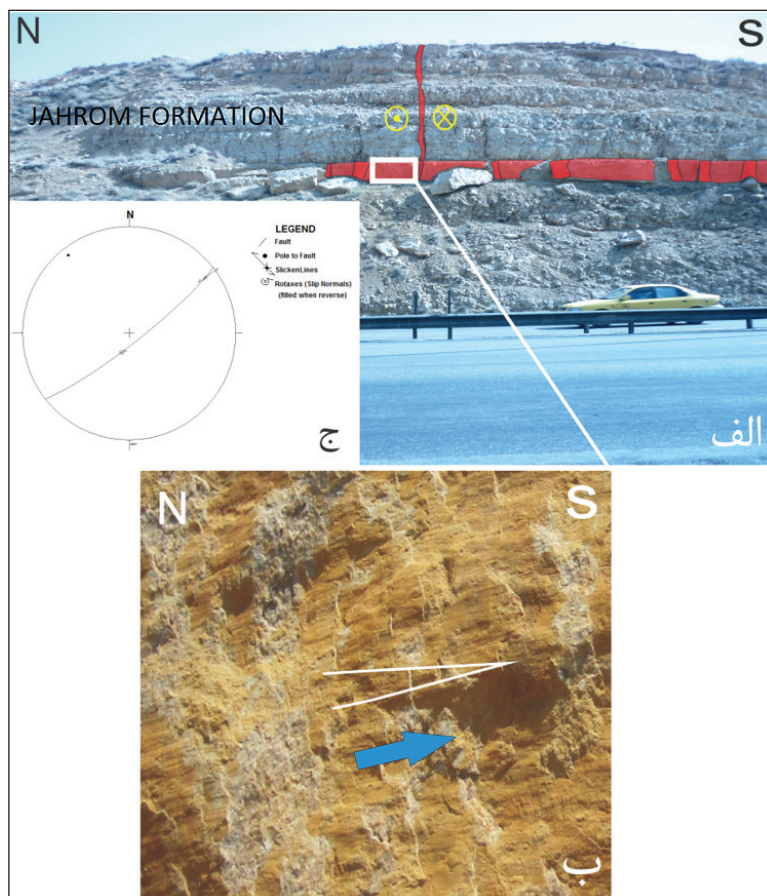 N
S
JAHROM FORMATION
N
LEGEND
Fault
Pole to Fault
SlickenLines
Rotaxes (Slip Normals)
(filled when reverse)
ج
الف
N
S
ب